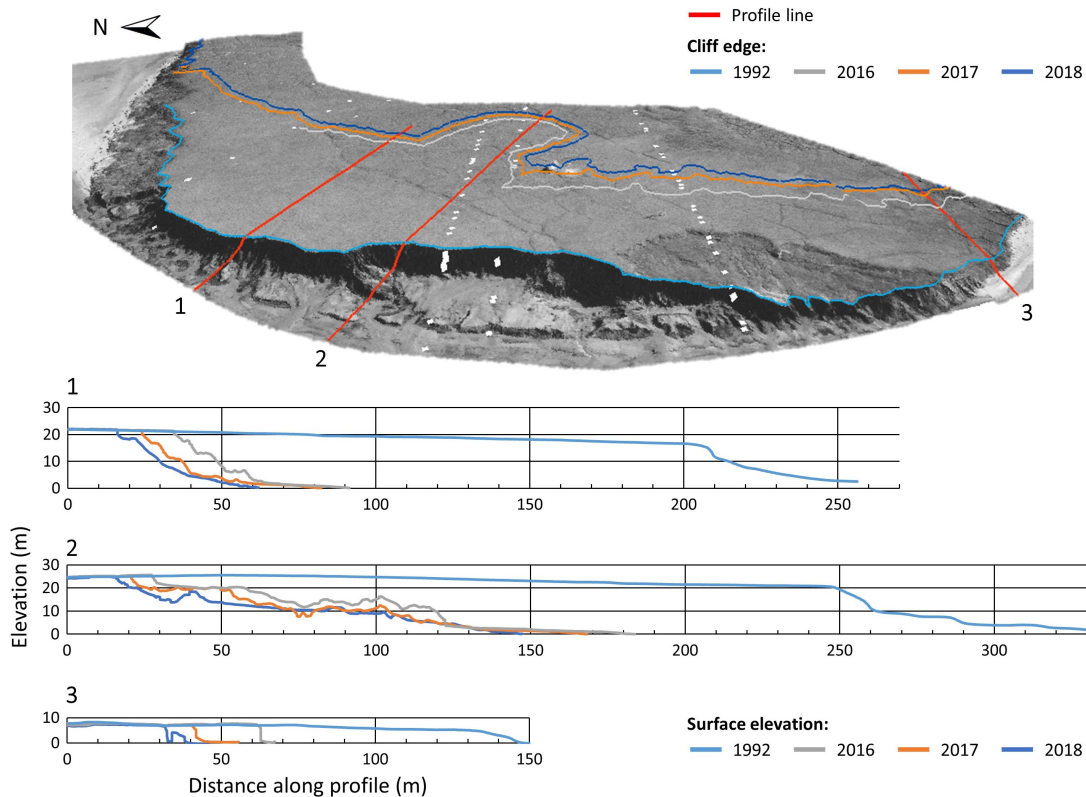 N
Profile line
Cliff edge:
1992 2016 2017 2018
1
2
3
1
30
20
10
0
0 50 100 150 200 250
2
30
20
10
0
0 50 100 150 200 250 300
3
10
0
0 50 100 150
Elevation (m)
Distance along profile (m)
Surface elevation:
1992 2016 2017 2018